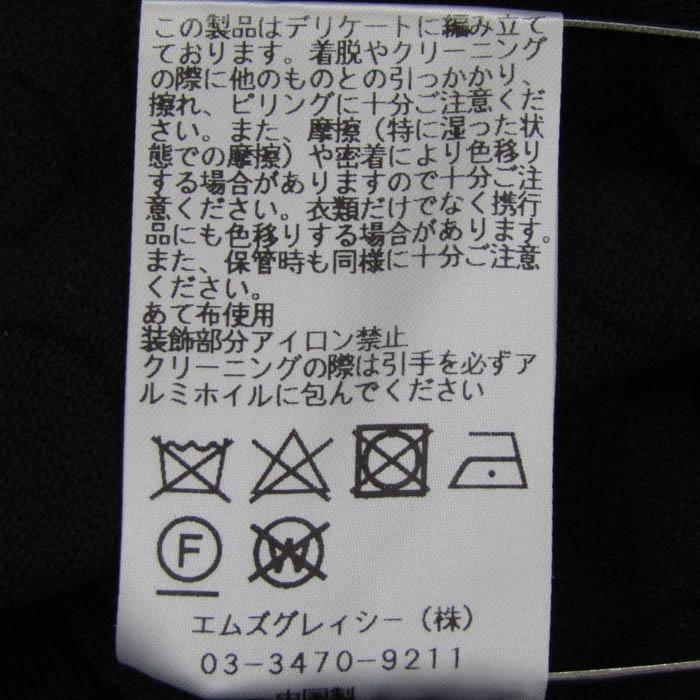 この製品はデリケートに編み立て
ております。着脱やクリーニング
の際に他のものとの引っかかり、
擦れ、ピリングに十分ご注意くだ
さい。また、摩擦（特に湿った状
態での摩擦）や密着により色移り
する場合がありますので十分ご注
意ください。衣類だけでなく携行
品にも色移りする場合があります。
また、保管時も同様に十分ご注意
ください。
あて布使用
装飾部分アイロン禁止
クリーニングの際は引手を必ずア
ルミホイルに包んでください
F W
エムズグレイシー（株）
03-3470-9211
中国製